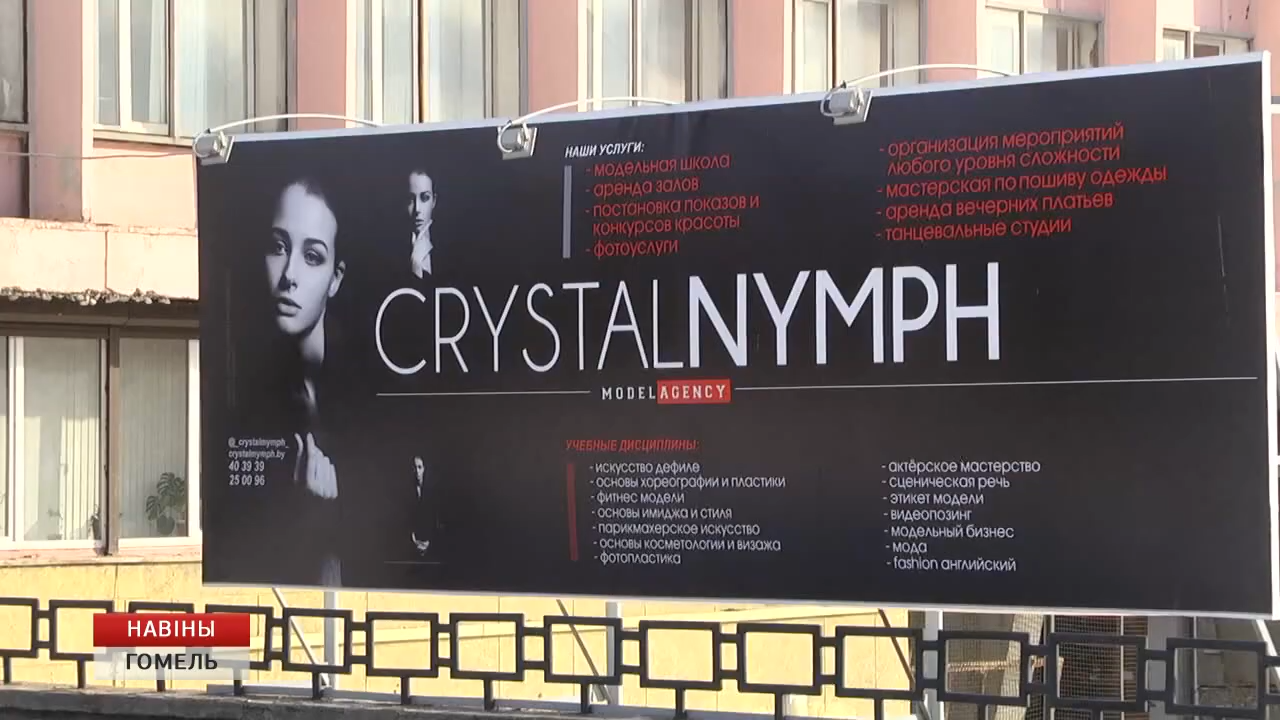 НАШИ УСЛУГИ:
- модельная школа
- аренда залов
- постановка показов и
конкурсов красоты
- фотоуслуги
- организация мероприятий
любого уровня сложности
- мастерская по пошиву одежды
- аренда вечерних платьев
- танцевальные студии
CRYSTALNYMPH
MODEL AGENCY
@_crystalnymph_
crystalnymph.by
40 39 39
25 00 96
УЧЕБНЫЕ ДИСЦИПЛИНЫ:
- искусство дефиле
- основы хореографии и пластики
- фитнес модели
- основы имиджа и стиля
- парикмахерское искусство
- основы косметологии и визажа
- фотопластика
- актёрское мастерство
- сценическая речь
- этикет модели
- видеопозинг
- модельный бизнес
- мода
- fashion английский
НАВІНЫ
ГОМЕЛЬ